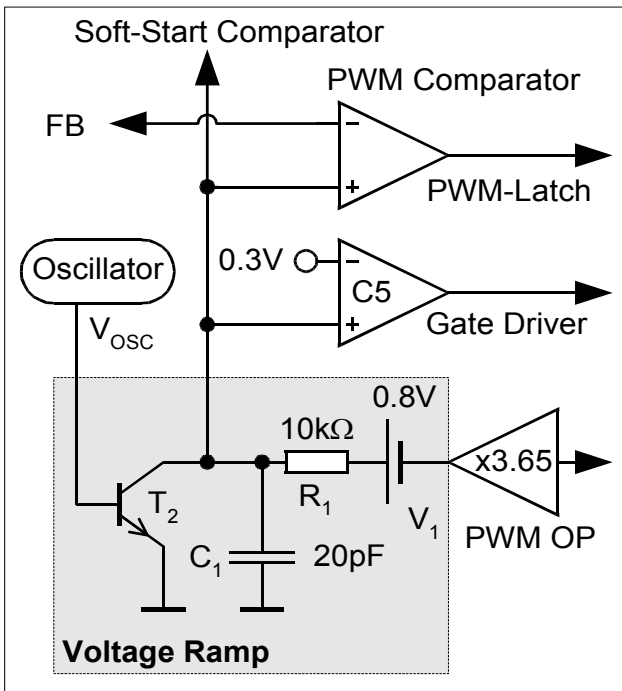 Soft-Start Comparator
PWM Comparator
FB
PWM-Latch
Oscillator
0.3V
C5
Gate Driver
VOSC
0.8V
10kΩ
x3.65
T2
R1
V1
PWM OP
C1
20pF
Voltage Ramp